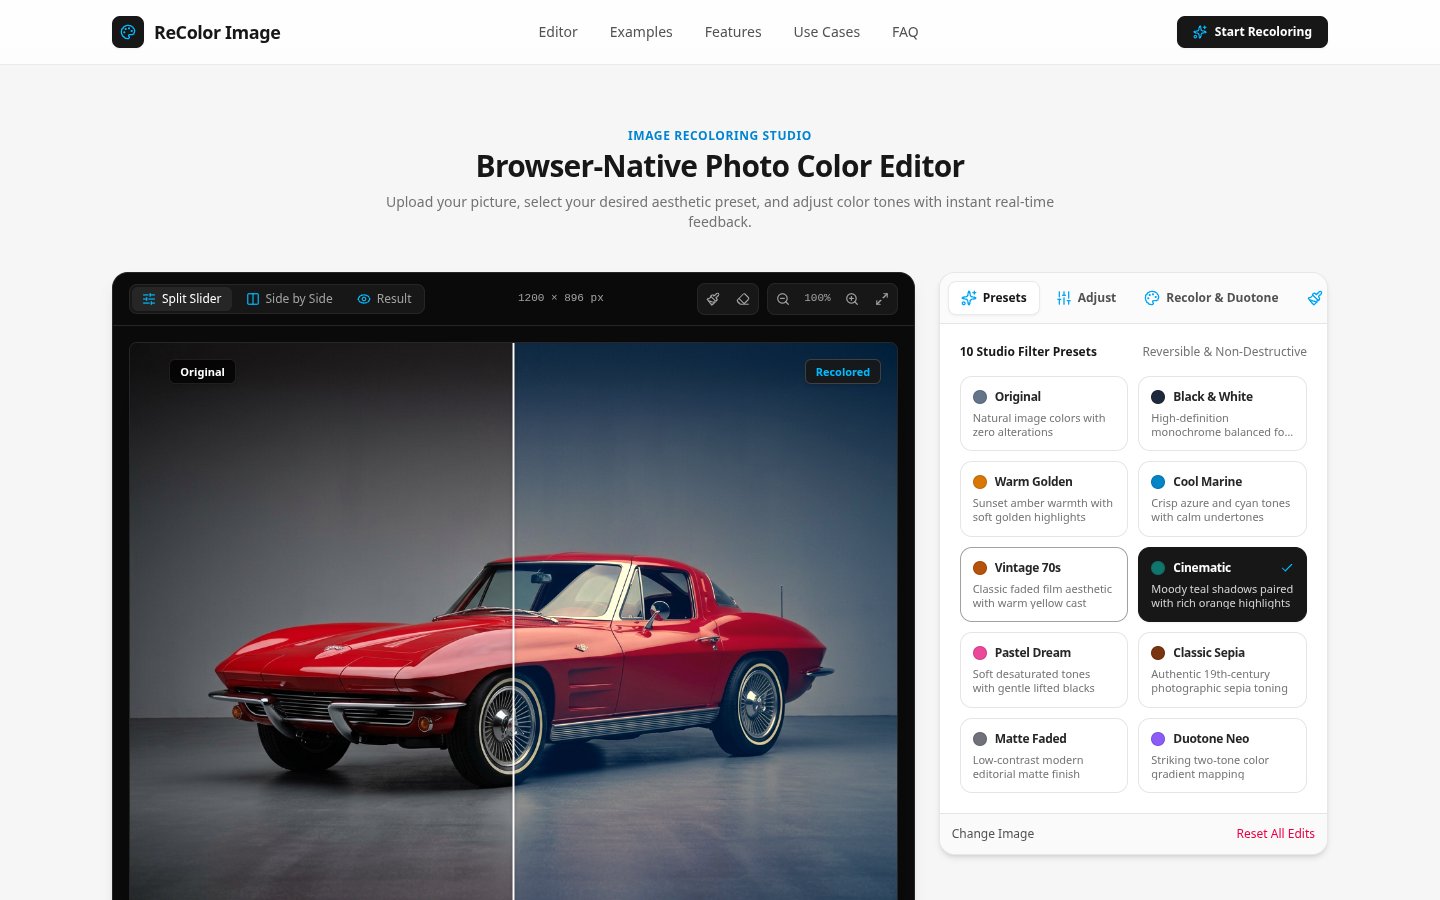 ReColor Image
Editor
Examples
Features
Use Cases
FAQ
Start Recoloring
IMAGE RECOLORING STUDIO
Browser-Native Photo Color Editor
Upload your picture, select your desired aesthetic preset, and adjust color tones with instant real-time
feedback.
Split Slider
Side by Side
Result
1200 × 896 px
100%
Original
Recolored
Presets
Adjust
Recolor & Duotone
10 Studio Filter Presets
Reversible & Non-Destructive
Original
Natural image colors with
zero alterations
Black & White
High-definition
monochrome balanced fo...
Warm Golden
Sunset amber warmth with
soft golden highlights
Cool Marine
Crisp azure and cyan tones
with calm undertones
Vintage 70s
Classic faded film aesthetic
with warm yellow cast
Cinematic
Moody teal shadows paired
with rich orange highlights
Pastel Dream
Soft desaturated tones
with gentle lifted blacks
Classic Sepia
Authentic 19th-century
photographic sepia toning
Matte Faded
Low-contrast modern
editorial matte finish
Duotone Neo
Striking two-tone color
gradient mapping
Change Image
Reset All Edits